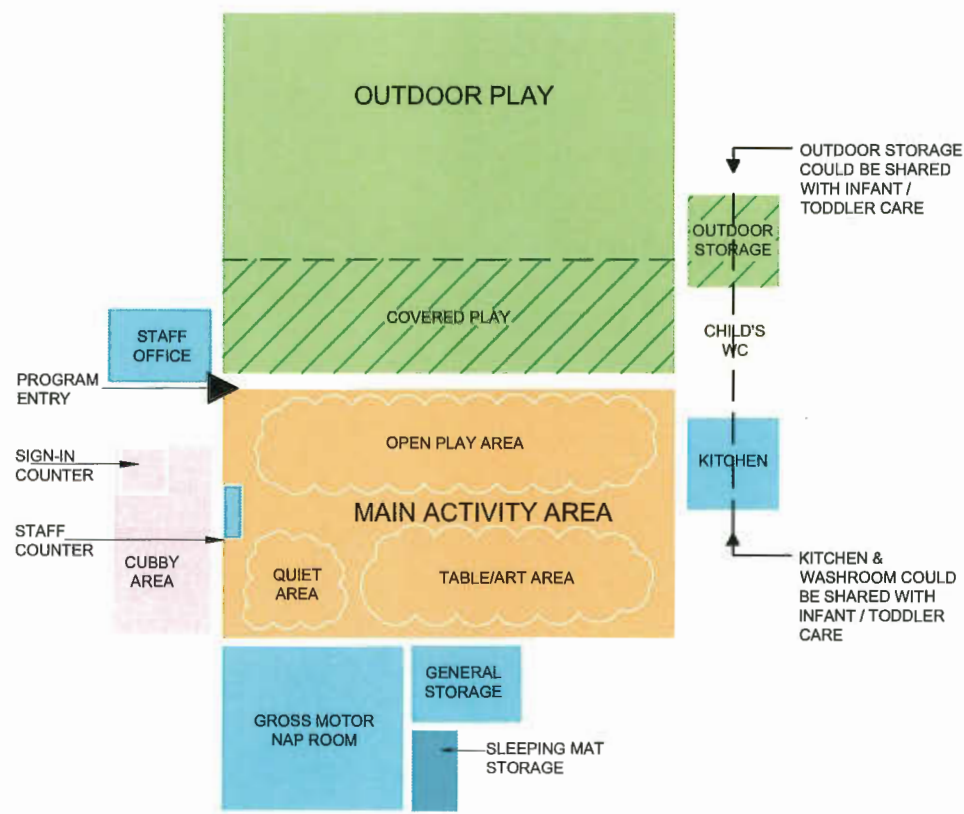 OUTDOOR PLAY
OUTDOOR STORAGE
COULD BE SHARED
WITH INFANT /
TODDLER CARE
OUTDOOR
STORAGE
COVERED PLAY
CHILD'S
WC
STAFF
OFFICE
PROGRAM
ENTRY
OPEN PLAY AREA
SIGN-IN
COUNTER
KITCHEN
MAIN ACTIVITY AREA
STAFF
COUNTER
CUBBY
AREA
QUIET
AREA
TABLE/ART AREA
KITCHEN &
WASHROOM COULD
BE SHARED WITH
INFANT / TODDLER
CARE
GENERAL
STORAGE
GROSS MOTOR
NAP ROOM
SLEEPING MAT
STORAGE